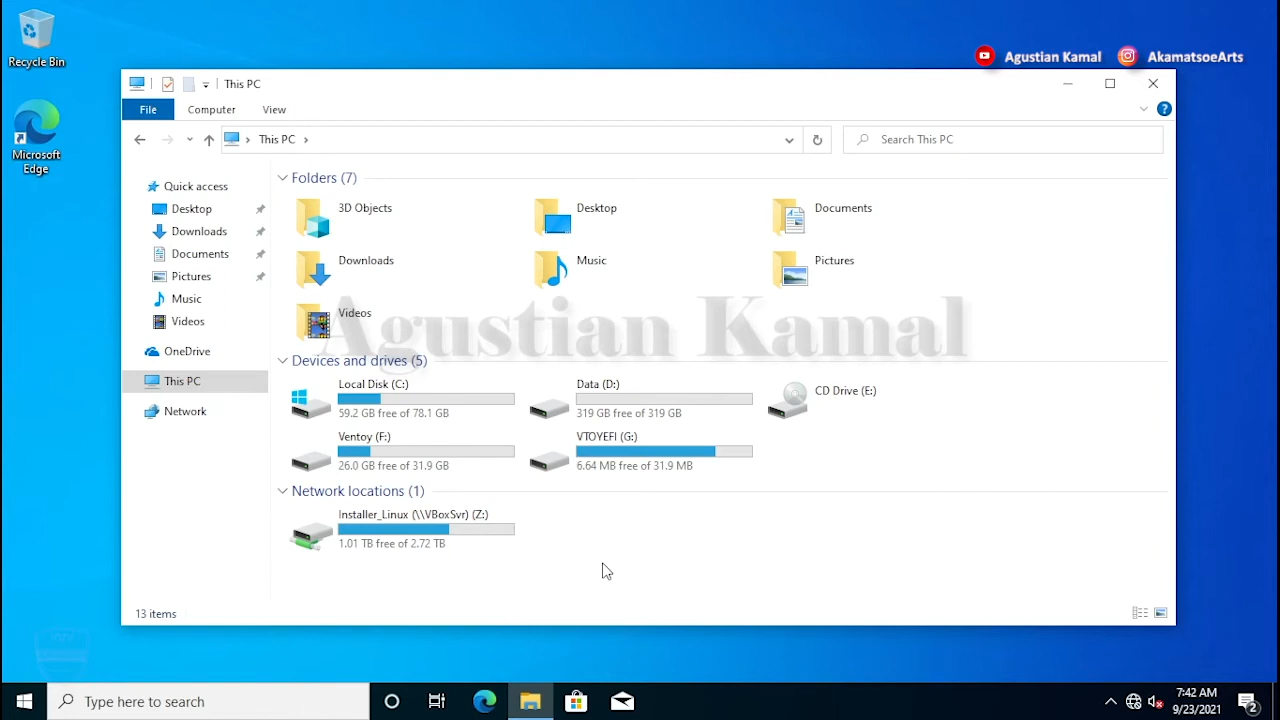 Recycle Bin
Agustian Kamal
AkamatsoeArts
This PC
File
Computer
View
Microsoft
Edge
This PC
Search This PC
Quick access
Desktop
Downloads
Documents
Pictures
Music
Videos
OneDrive
This PC
Network
Folders (7)
3D Objects
Desktop
Documents
Downloads
Music
Pictures
Videos
Agustian Kamal
Devices and drives (5)
Local Disk (C:)
59.2 GB free of 78.1 GB
Data (D:)
319 GB free of 319 GB
CD Drive (E:)
Ventoy (F:)
26.0 GB free of 31.9 GB
VTOYEFI (G:)
6.64 MB free of 31.9 MB
Network locations (1)
Installer_Linux (\\VBoxSvr) (Z:)
1.01 TB free of 2.72 TB
13 items
Type here to search
7:42 AM
9/23/2021
2